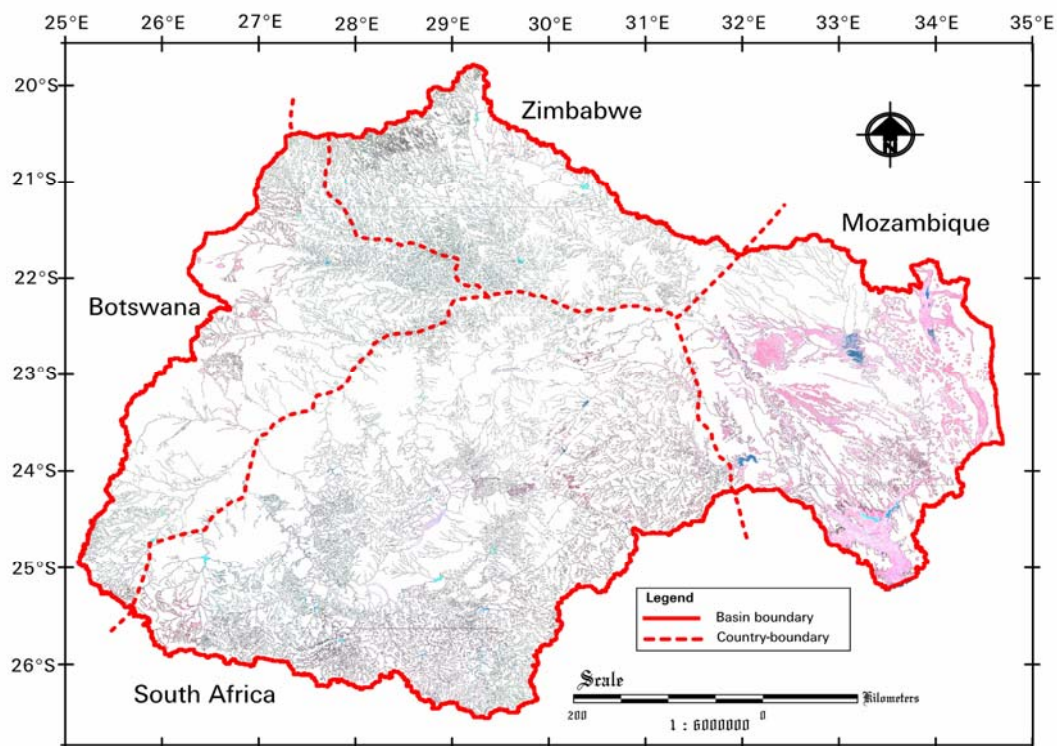 25°E 26°E 27°E 28°E 29°E 30°E 31°E 32°E 33°E 34°E 35°E
20°S
Zimbabwe
N
21°S
Mozambique
22°S
Botswana
23°S
24°S
25°S
Legend
Basin boundary
Country-boundary
26°S
South Africa
Scale
Kilometers
200 0
1 : 6000000